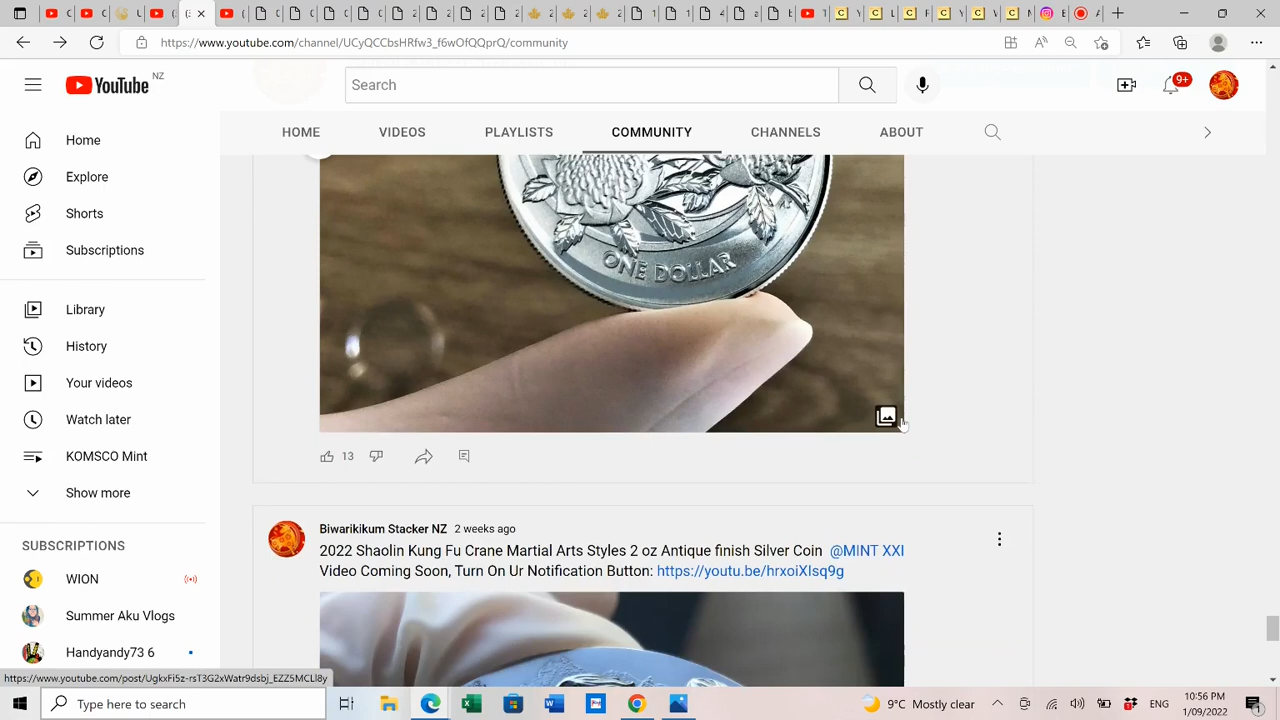 https://www.youtube.com/channel/UCyQCCbsHRfw3_f6wOfQQprQ/community
YouTube NZ
Search
9+
HOME VIDEOS PLAYLISTS COMMUNITY CHANNELS ABOUT
Home
Explore
Shorts
Subscriptions
Library
History
Your videos
Watch later
KOMSCO Mint
Show more
SUBSCRIPTIONS
WION
Summer Aku Vlogs
Handyandy73 6
ONE DOLLAR
13
Biwarikikum Stacker NZ 2 weeks ago
2022 Shaolin Kung Fu Crane Martial Arts Styles 2 oz Antique finish Silver Coin @MINT XXI
Video Coming Soon, Turn On Ur Notification Button: https://youtu.be/hrxoiXIsq9g
https://www.youtube.com/post/UgkxFi5z-rsT3G2xWatr9dsbj_EZZ5MCLl8y
Type here to search
9°C Mostly clear
ENG
10:56 PM
1/09/2022